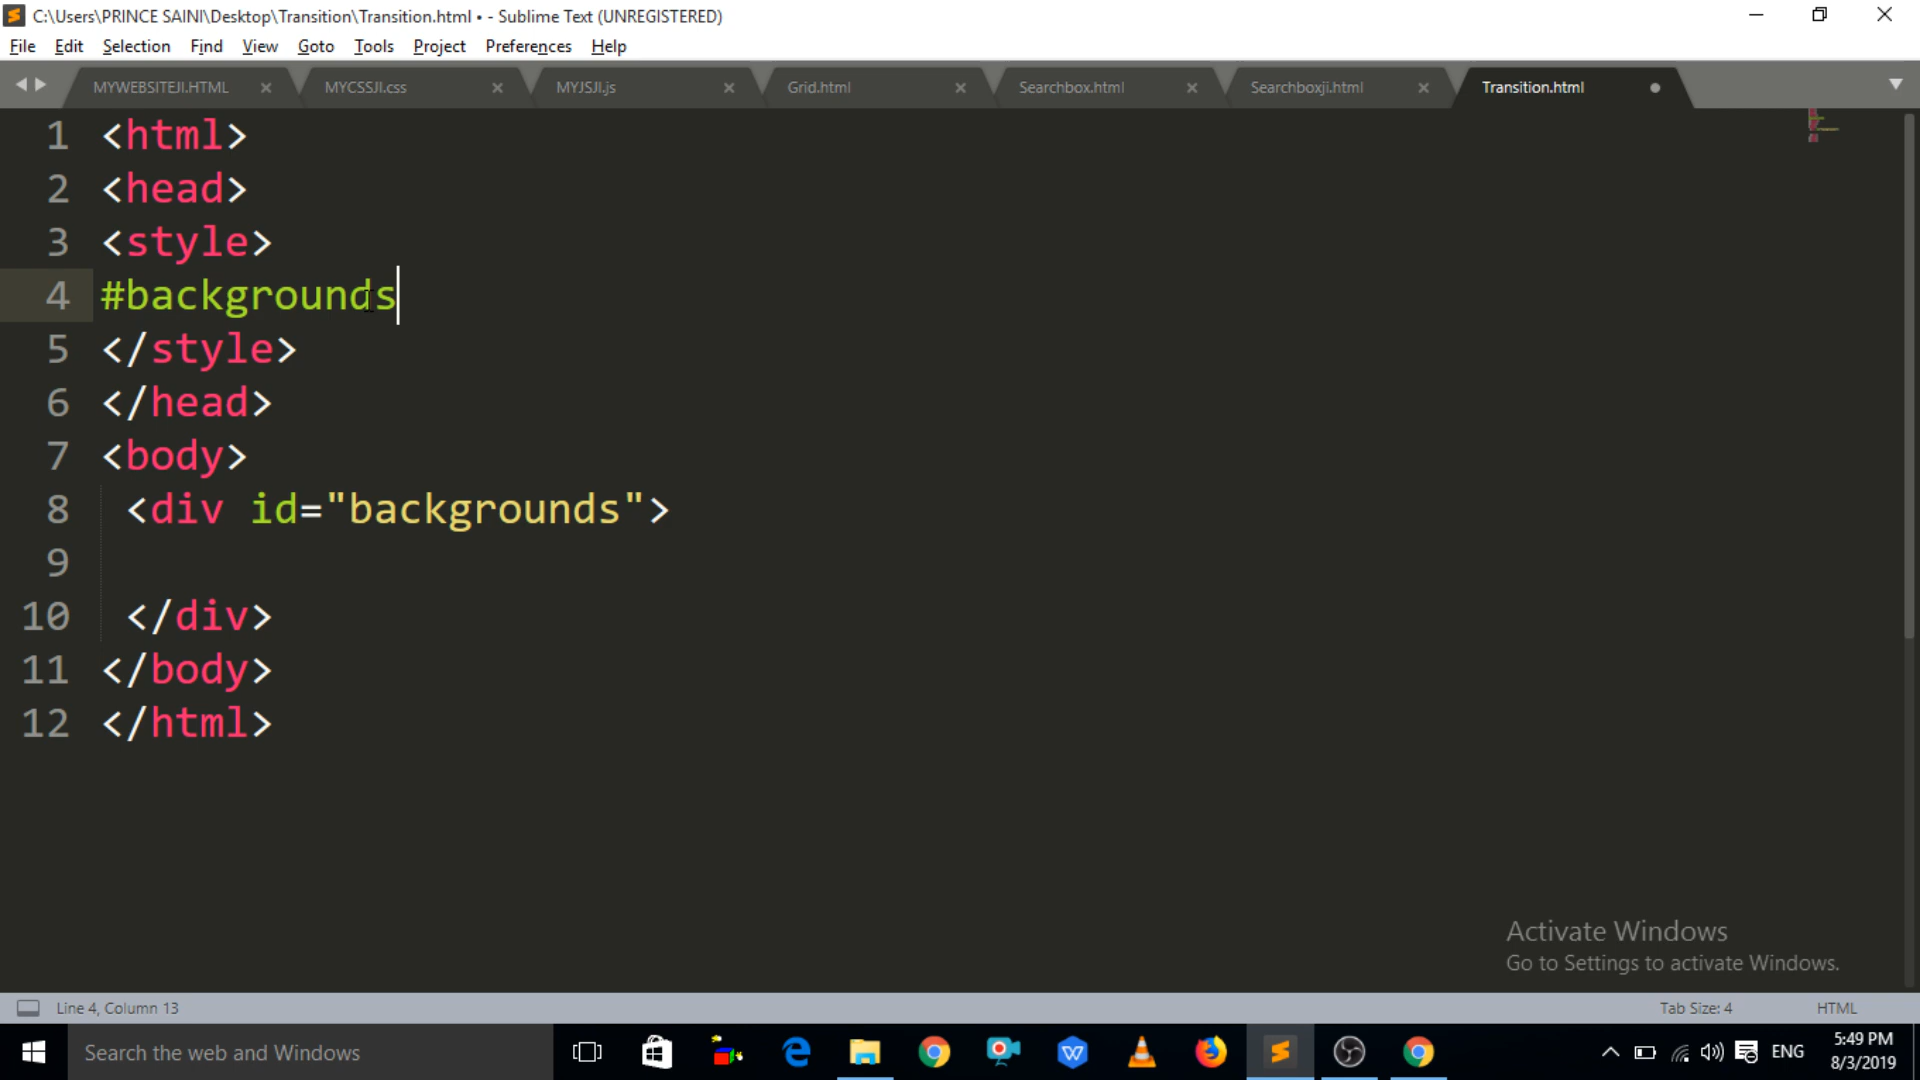 C:\Users\PRINCE SAINI\Desktop\Transition\Transition.html • - Sublime Text (UNREGISTERED)
File Edit Selection Find View Goto Tools Project Preferences Help
MYWEBSITEJI.HTML MYCSSJI.css MYJSJI.js Grid.html Searchbox.html Searchboxji.html Transition.html
1 <html>
2 <head>
3 <style>
4 #backgrounds
5 </style>
6 </head>
7 <body>
8 <div id="backgrounds">
9
10 </div>
11 </body>
12 </html>
Activate Windows
Go to Settings to activate Windows.
Line 4, Column 13 Tab Size: 4 HTML
Search the web and Windows ENG 5:49 PM
8/3/2019